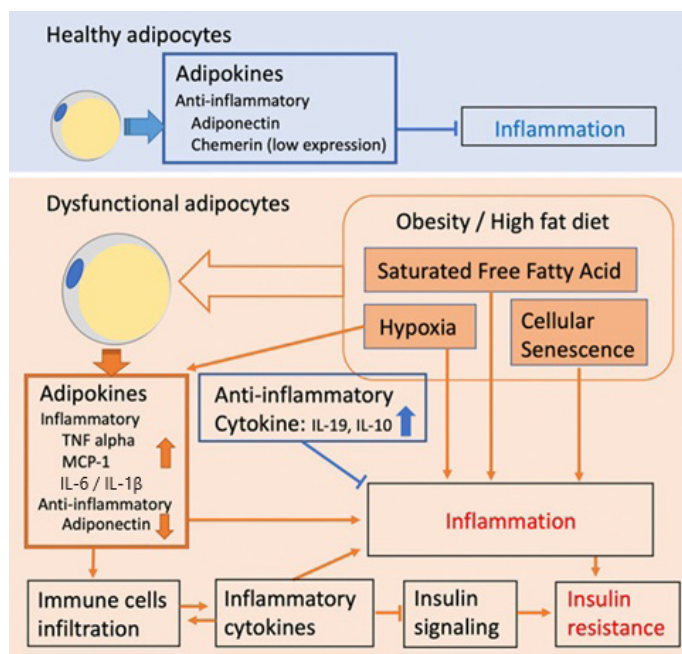 Healthy adipocytes
Adipokines
Anti-inflammatory
Adiponectin
Chemerin (low expression)
Inflammation
Dysfunctional adipocytes
Obesity / High fat diet
Saturated Free Fatty Acid
Hypoxia
Cellular
Senescence
Adipokines
Inflammatory
TNF alpha
MCP-1
IL-6 / IL-1β
Anti-inflammatory
Adiponectin
Anti-inflammatory
Cytokine: IL-19, IL-10
Inflammation
Immune cells
infiltration
Inflammatory
cytokines
Insulin
signaling
Insulin
resistance